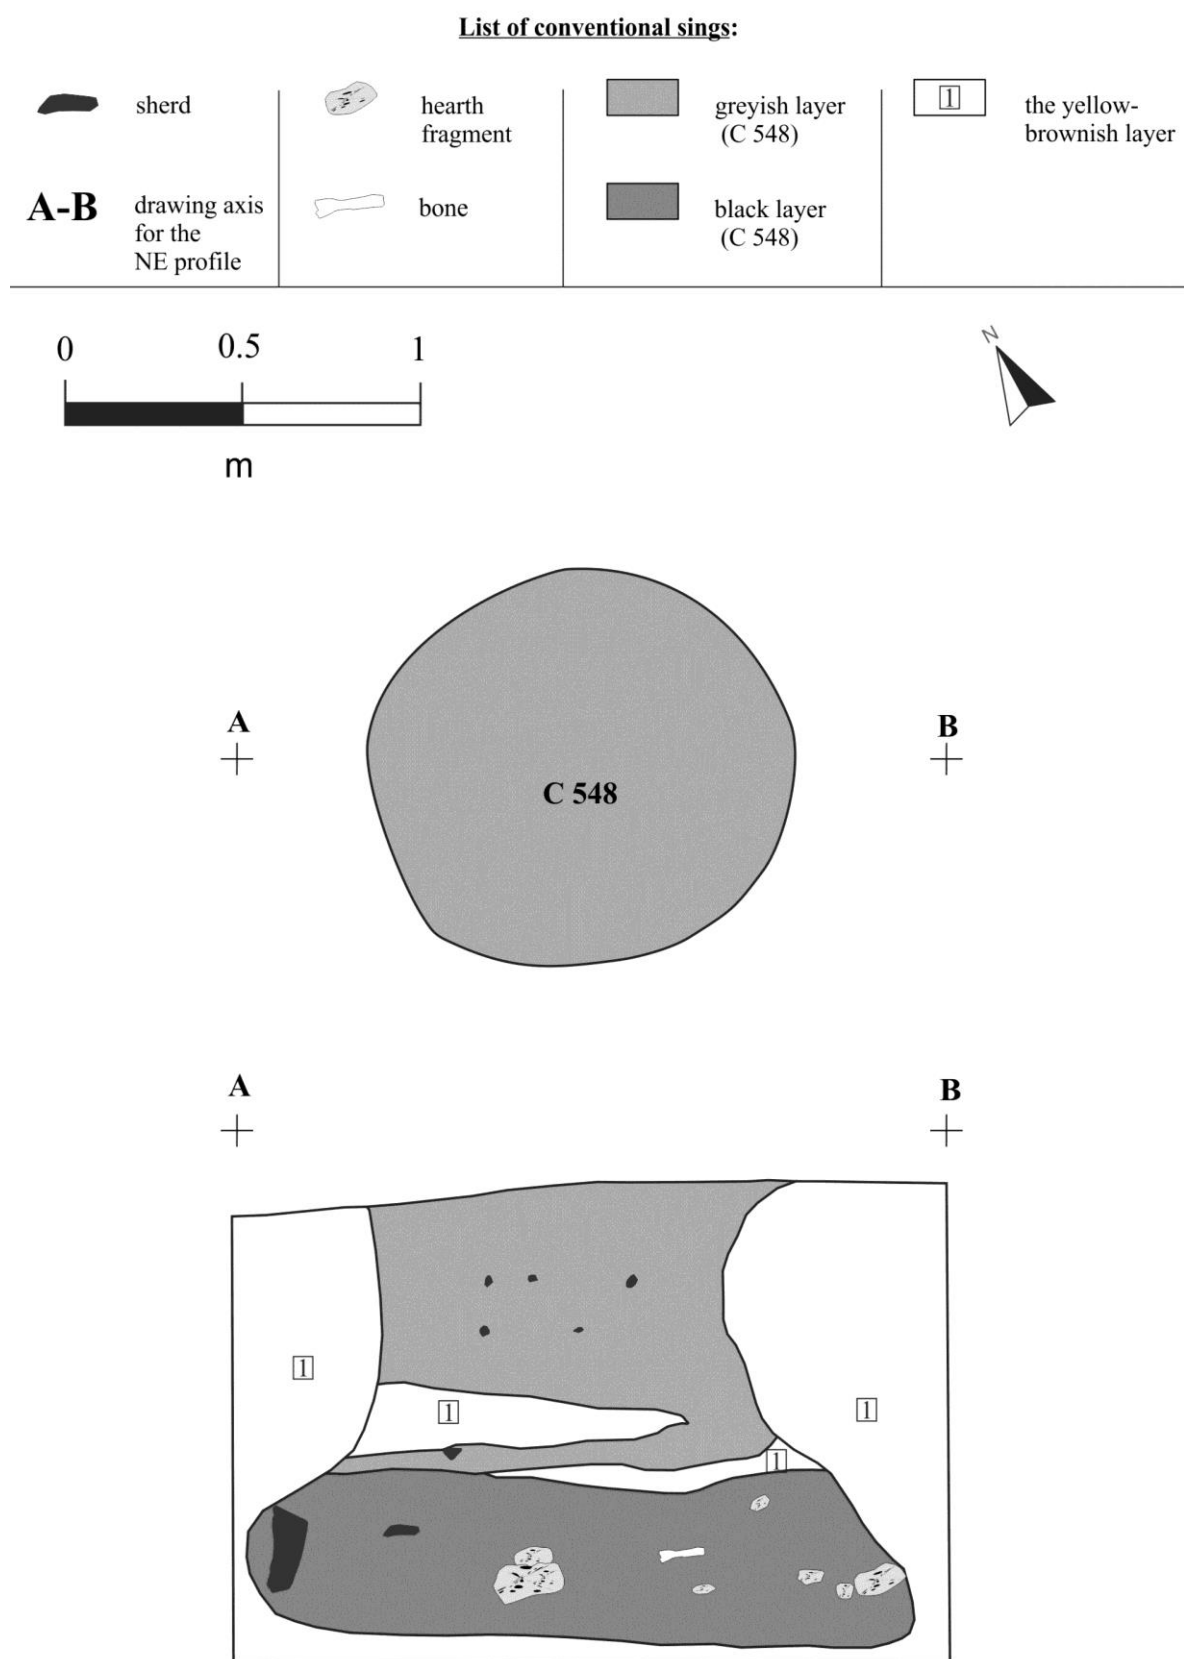 List of conventional sings:
sherd
hearth
fragment
greyish layer
(C 548)
1
the yellow-
brownish layer
A-B
drawing axis
for the
NE profile
bone
black layer
(C 548)
0 0.5 1
m
N
A B
C 548
A B
1
1
1
1